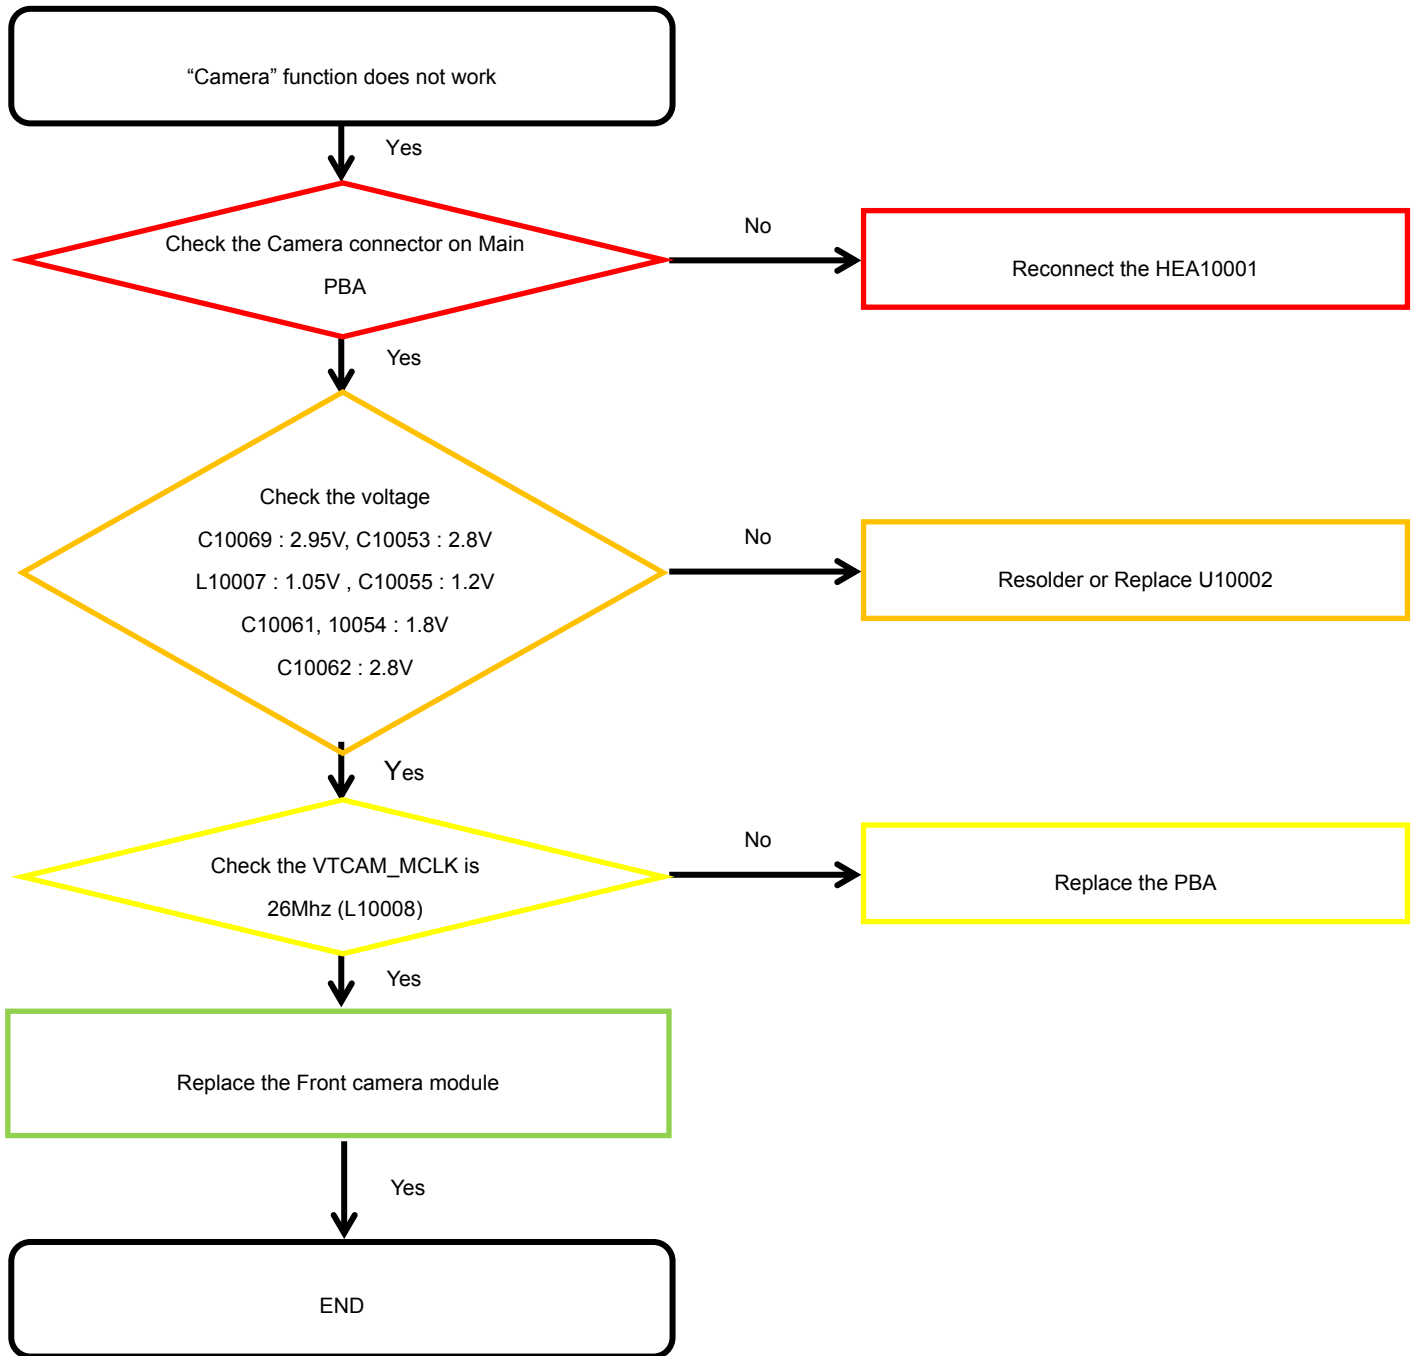 “Camera” function does not work
Yes
Check the Camera connector on Main
PBA
No
Reconnect the HEA10001
Yes
Check the voltage
C10069 : 2.95V, C10053 : 2.8V
L10007 : 1.05V , C10055 : 1.2V
C10061, 10054 : 1.8V
C10062 : 2.8V
No
Resolder or Replace U10002
Yes
Check the VTCAM_MCLK is
26Mhz (L10008)
No
Replace the PBA
Yes
Replace the Front camera module
Yes
END